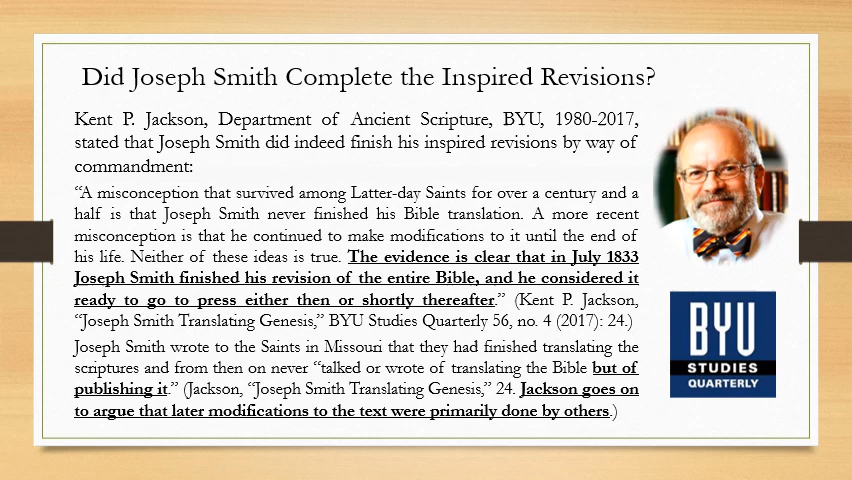 Did Joseph Smith Complete the Inspired Revisions?
Kent P. Jackson, Department of Ancient Scripture, BYU, 1980-2017,
stated that Joseph Smith did indeed finish his inspired revisions by way of
commandment:
“A misconception that survived among Latter-day Saints for over a century and a
half is that Joseph Smith never finished his Bible translation. A more recent
misconception is that he continued to make modifications to it until the end of
his life. Neither of these ideas is true. The evidence is clear that in July 1833
Joseph Smith finished his revision of the entire Bible, and he considered it
ready to go to press either then or shortly thereafter.” (Kent P. Jackson,
“Joseph Smith Translating Genesis,” BYU Studies Quarterly 56, no. 4 (2017): 24.)
Joseph Smith wrote to the Saints in Missouri that they had finished translating the
scriptures and from then on never “talked or wrote of translating the Bible but of
publishing it.” (Jackson, “Joseph Smith Translating Genesis,” 24. Jackson goes on
to argue that later modifications to the text were primarily done by others.)
BYU
STUDIES
QUARTERLY